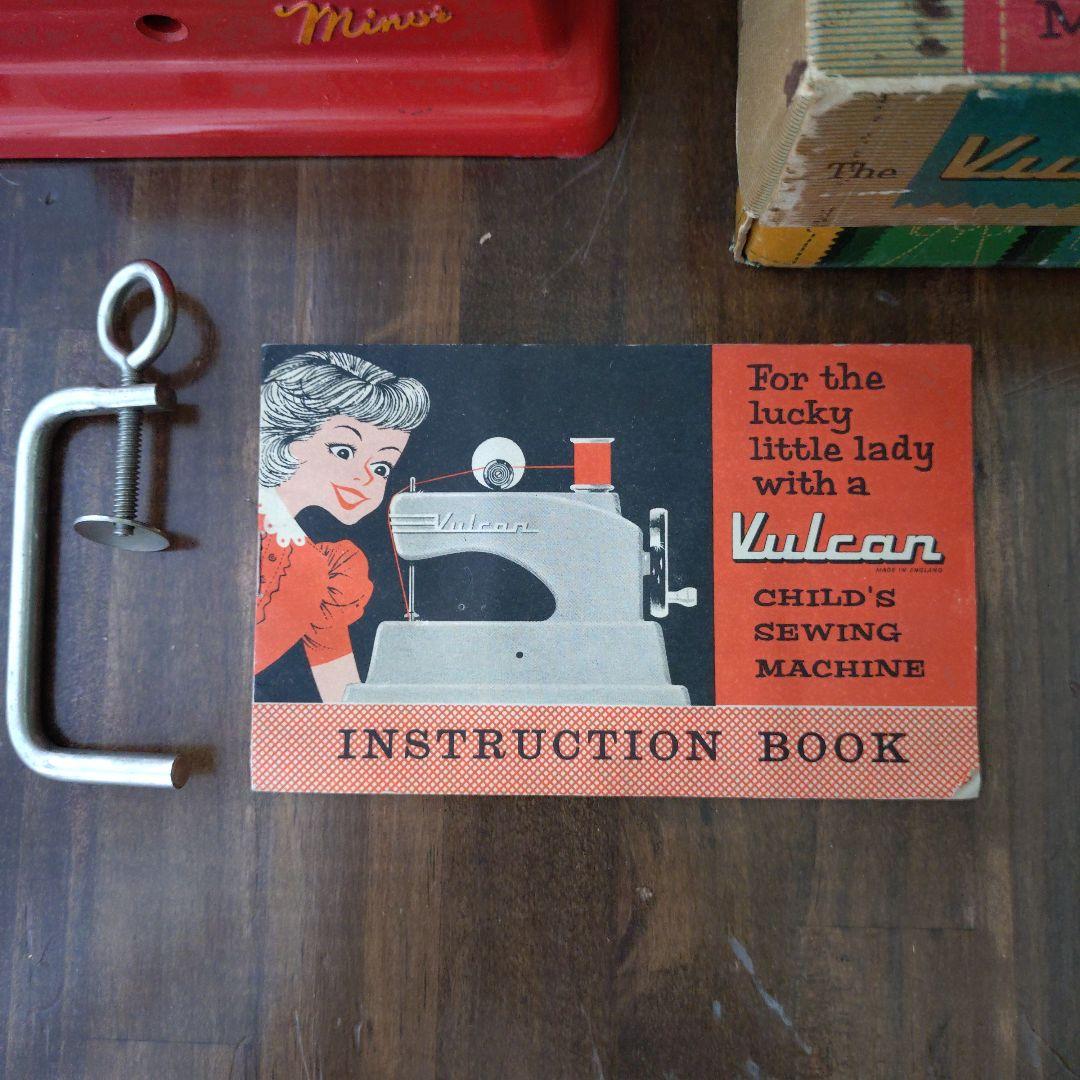 Minor
The
For the
lucky
little lady
with a
Vulcan
MADE IN ENGLAND
CHILD'S
SEWING
MACHINE
Vulcan
INSTRUCTION BOOK